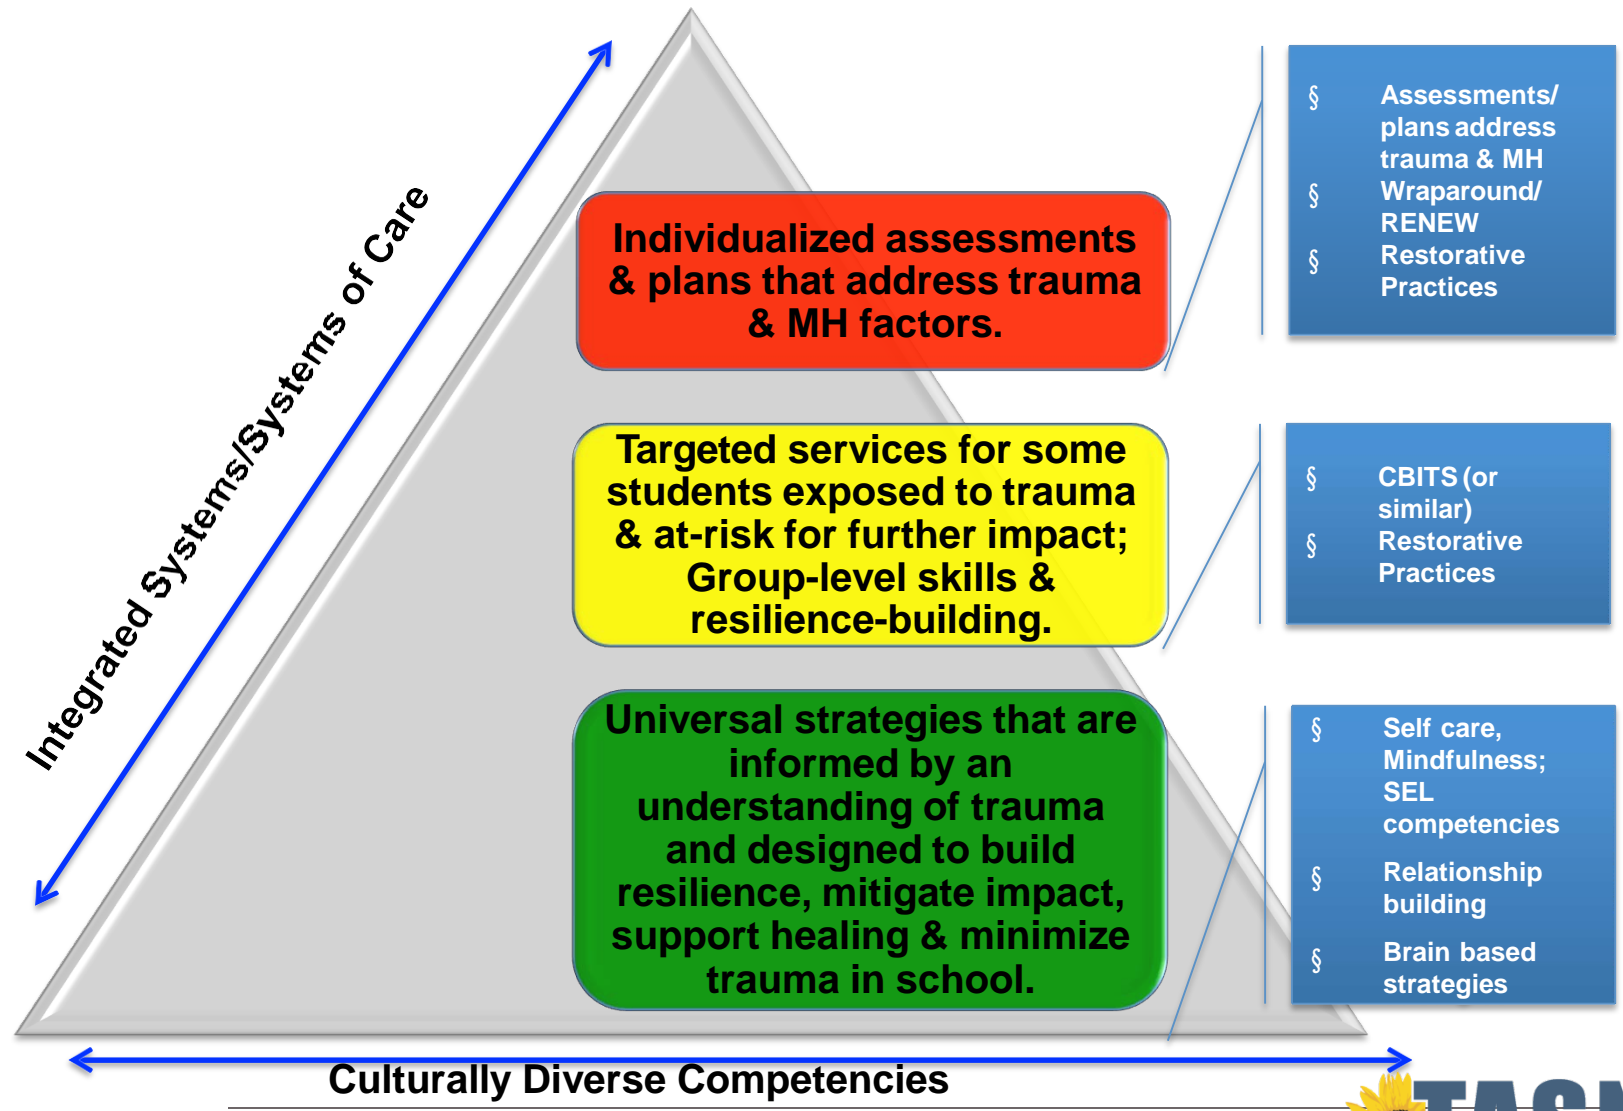 Integrated Systems/Systems of Care
Individualized assessments
& plans that address trauma
& MH factors.
§ Assessments/
plans address
trauma & MH
§ Wraparound/
RENEW
§ Restorative
Practices
Targeted services for some
students exposed to trauma
& at-risk for further impact;
Group-level skills &
resilience-building.
§ CBITS (or
similar)
§ Restorative
Practices
Universal strategies that are
informed by an
understanding of trauma
and designed to build
resilience, mitigate impact,
support healing & minimize
trauma in school.
§ Self care,
Mindfulness;
SEL
competencies
§ Relationship
building
§ Brain based
strategies
Culturally Diverse Competencies